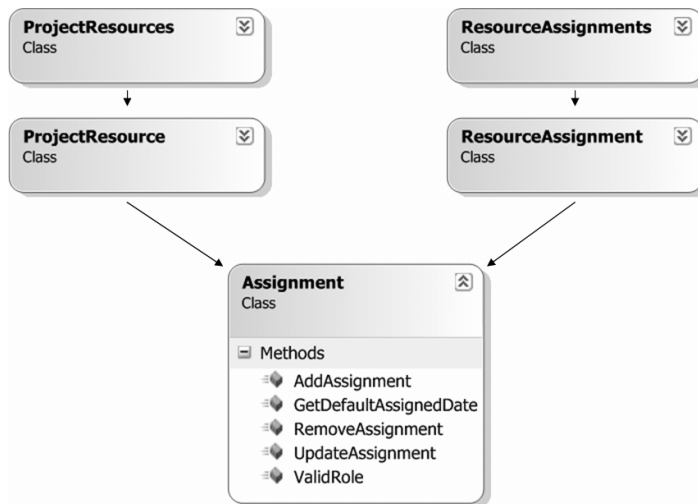 ProjectResources
Class
ResourceAssignments
Class
ProjectResource
Class
ResourceAssignment
Class
Assignment
Class
Methods
AddAssignment
GetDefaultAssignedDate
RemoveAssignment
UpdateAssignment
ValidRole